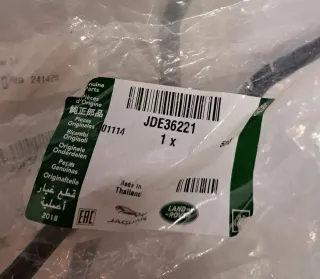 241420
Genuine
Parts
Pièces
d'Origine
純正部品
Piezas
Originales
Ricambi
Originali
Originele
Onderdelen
Peças
Genuínas
Originalteile
قطع غيار
أصلية
2018
JDE36221
01114
1 x
Made in
Thailand
EAC
JAGUAR
LAND
ROVER